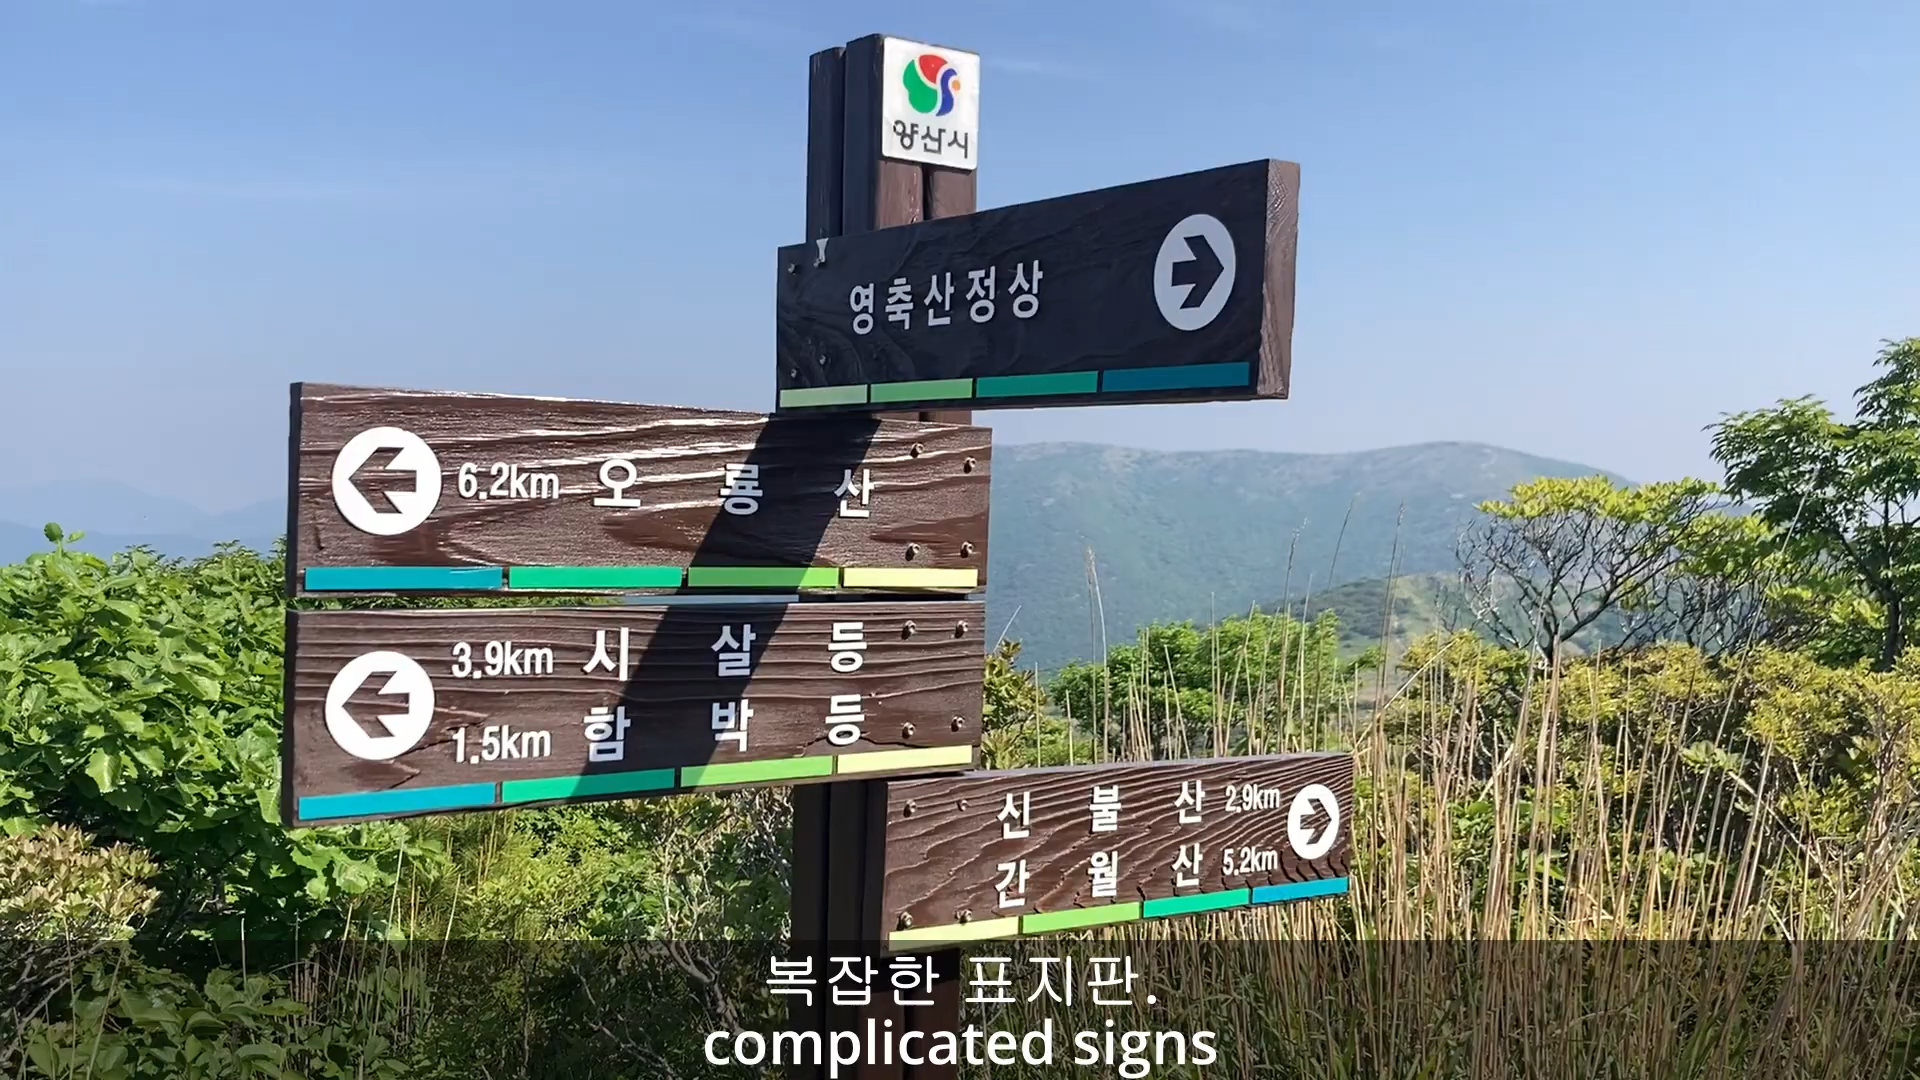 양산시
영축산정상
6.2km 오룡산
3.9km 시살등
1.5km 함박등
신불산 2.9km
간월산 5.2km
복잡한 표지판.
complicated signs